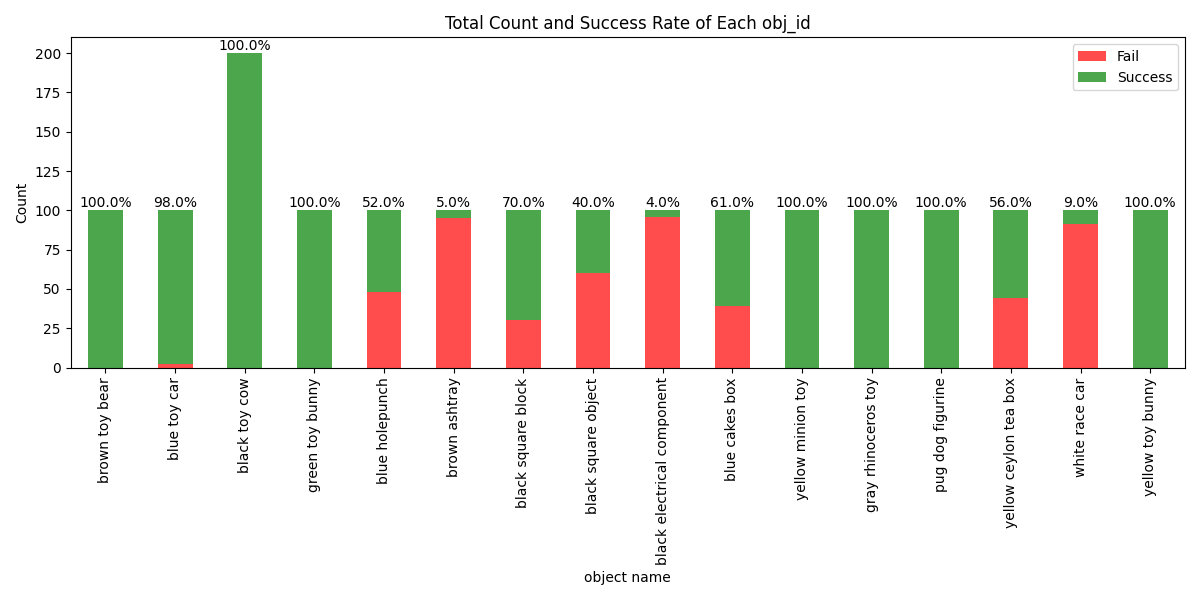 Total Count and Success Rate of Each obj_id
Fail
Success
Count
200
175
150
125
100
75
50
25
0
100.0%
98.0%
100.0%
100.0%
52.0%
5.0%
70.0%
40.0%
4.0%
61.0%
100.0%
100.0%
100.0%
56.0%
9.0%
100.0%
brown toy bear
blue toy car
black toy cow
green toy bunny
blue holepunch
brown ashtray
black square block
black square object
black electrical component
blue cakes box
yellow minion toy
gray rhinoceros toy
pug dog figurine
yellow ceylon tea box
white race car
yellow toy bunny
object name